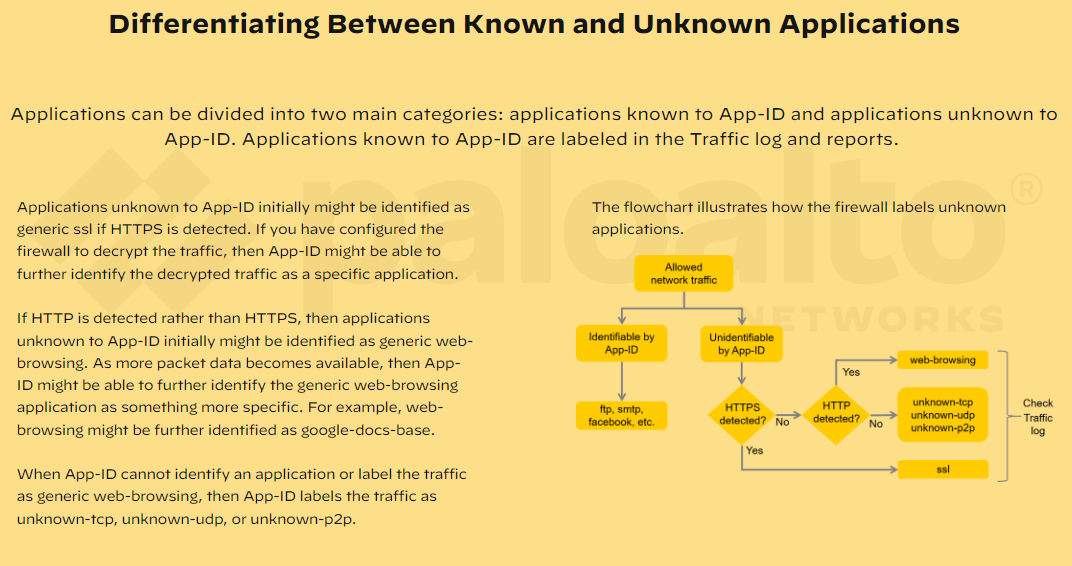 Differentiating Between Known and Unknown Applications
Applications can be divided into two main categories: applications known to App-ID and applications unknown to
App-ID. Applications known to App-ID are labeled in the Traffic log and reports.
Applications unknown to App-ID initially might be identified as
generic ssl if HTTPS is detected. If you have configured the
firewall to decrypt the traffic, then App-ID might be able to
further identify the decrypted traffic as a specific application.
If HTTP is detected rather than HTTPS, then applications
unknown to App-ID initially might be identified as generic web-
browsing. As more packet data becomes available, then App-
ID might be able to further identify the generic web-browsing
application as something more specific. For example, web-
browsing might be further identified as google-docs-base.
When App-ID cannot identify an application or label the traffic
as generic web-browsing, then App-ID labels the traffic as
unknown-tcp, unknown-udp, or unknown-p2p.
The flowchart illustrates how the firewall labels unknown
applications.
Allowed
network traffic
Identifiable by
App-ID
Unidentifiable
by App-ID
ftp, smtp,
facebook, etc.
HTTPS
detected?
No
Yes
HTTP
detected?
Yes
No
web-browsing
unknown-tcp
unknown-udp
unknown-p2p
ssl
Check
Traffic
log
paloalto®
NETWORKS